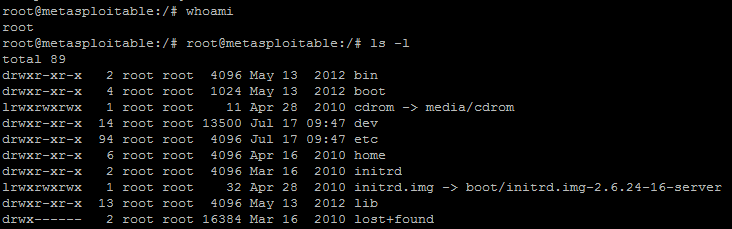 root@metasploitable:/# whoami
root
root@metasploitable:/# root@metasploitable:/# ls -l
total 89
drwxr-xr-x   2 root root  4096 May 13  2012 bin
drwxr-xr-x   4 root root  1024 May 13  2012 boot
lrwxrwxrwx   1 root root    11 Apr 28  2010 cdrom -> media/cdrom
drwxr-xr-x  14 root root 13500 Jul 17 09:47 dev
drwxr-xr-x  94 root root  4096 Jul 17 09:47 etc
drwxr-xr-x   6 root root  4096 Apr 16  2010 home
drwxr-xr-x   2 root root  4096 Mar 16  2010 initrd
lrwxrwxrwx   1 root root    32 Apr 28  2010 initrd.img -> boot/initrd.img-2.6.24-16-server
drwxr-xr-x  13 root root  4096 May 13  2012 lib
drwx------   2 root root 16384 Mar 16  2010 lost+found